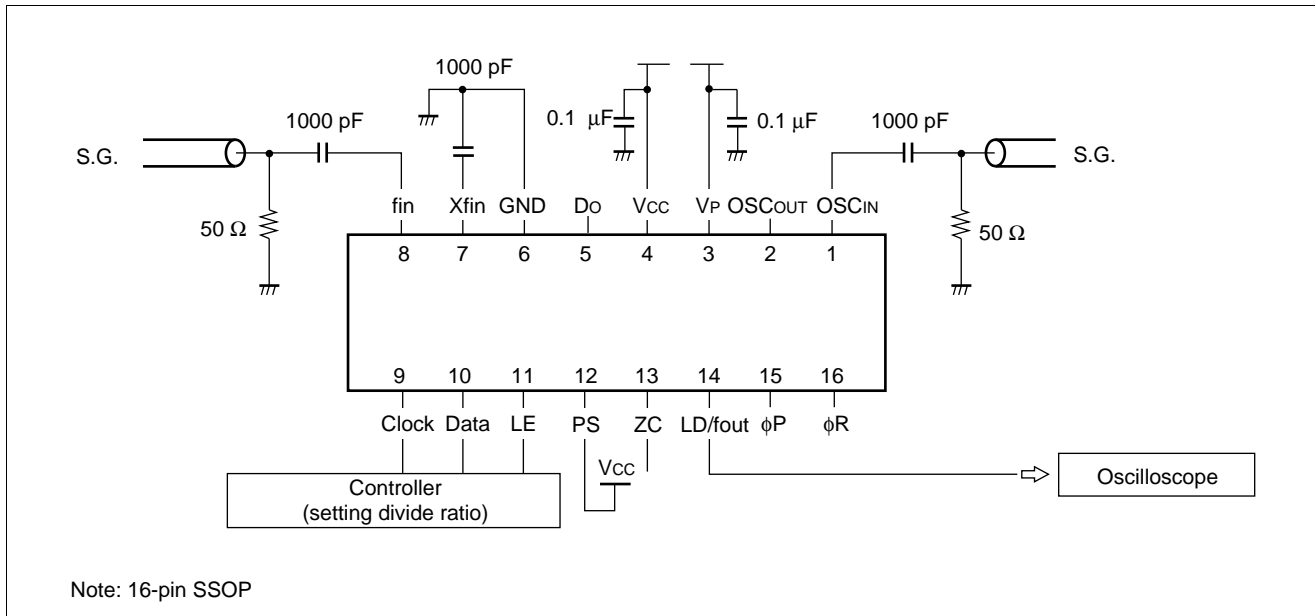 1000 pF
1000 pF
0.1 μF
0.1 μF
1000 pF
S.G.
S.G.
50 Ω
50 Ω
fin Xfin GND DO VCC VP OSCOUT OSCIN
8 7 6 5 4 3 2 1
9 10 11 12 13 14 15 16
Clock Data LE PS ZC LD/fout φP φR
VCC
Controller
(setting divide ratio)
Oscilloscope
Note: 16-pin SSOP